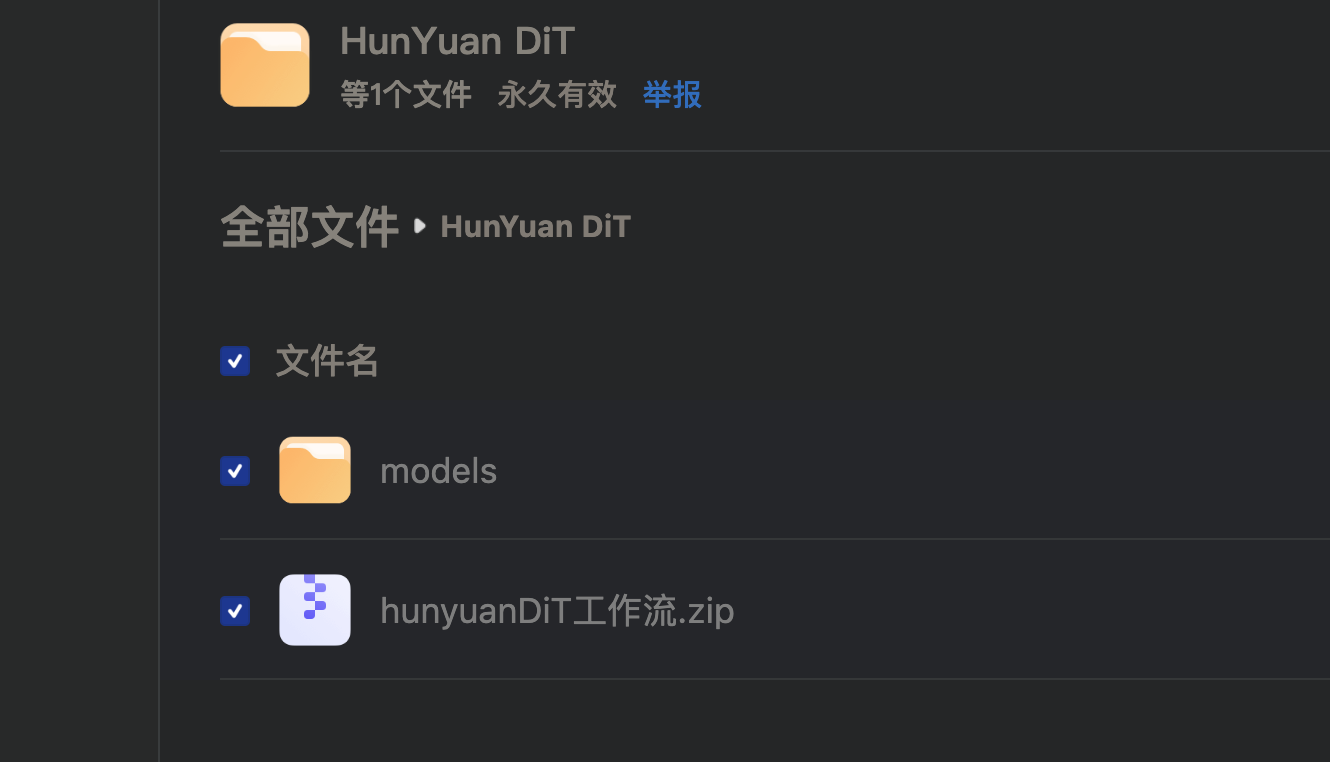 HunYuan DiT
等1个文件 永久有效 举报
全部文件 HunYuan DiT
文件名
models
hunyuanDiT工作流.zip